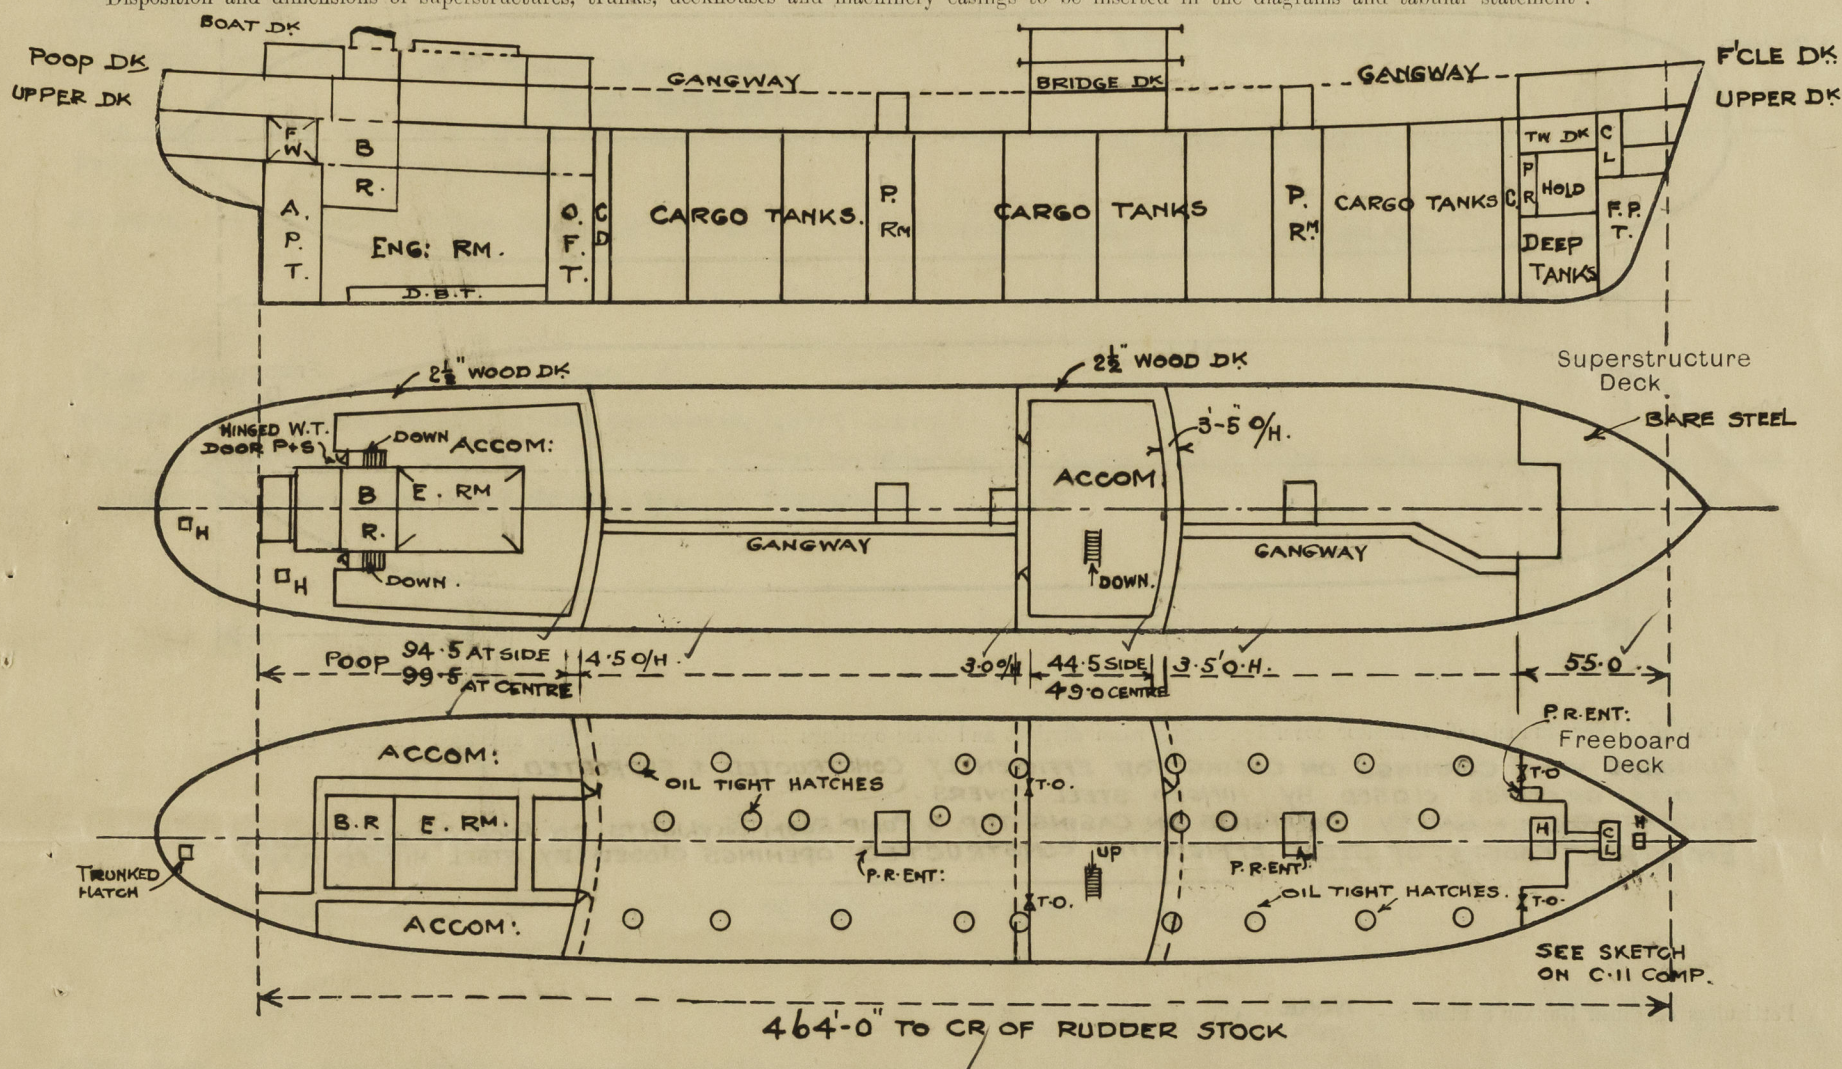 Disposition and dimensions of superstructures, trunks, deckhouses and machinery casings to be inserted in the diagrams and tabular statement :
BOAT DK
POOP DK
UPPER DK
GANGWAY
BRIDGE DK
GANGWAY
F'CLE DK
UPPER DK
F W
B R.
A. P. T.
ENG: RM.
D.B.T.
O. F. T.
C D
CARGO TANKS.
P. RM
CARGO TANKS
P. RM
CARGO TANKS
C.
TW DK
C L
P R
HOLD
F.P. T.
DEEP TANKS
2½" WOOD DK.
2½" WOOD DK.
Superstructure
Deck
BARE STEEL
HINGED W.T.
DOOR P+S
DOWN
ACCOM:
B R.
E. RM
H
H
DOWN.
GANGWAY
ACCOM.
3'-5" O/H.
DOWN.
GANGWAY
POOP 94.5 AT SIDE
99.5 AT CENTRE
4.5 O/H.
3.0 O/H
44.5 SIDE
49.0 CENTRE
3.5' O.H.
55.0
P.R.ENT:
Freeboard
Deck
ACCOM:
OIL TIGHT HATCHES
T.O.
T.O
B.R
E. RM.
H
C L
H
TRUNKED
HATCH
P.R.ENT:
UP
P.R.ENT:
OIL TIGHT HATCHES.
T.O.
T.O.
ACCOM:
SEE SKETCH
ON C.11 COMP.
464'-0" TO CR OF RUDDER STOCK